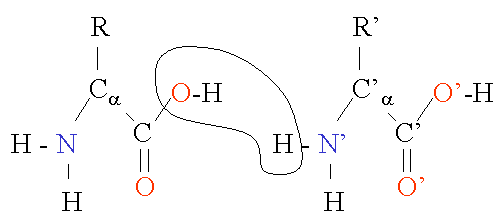 R R’
Cα O-H C’α O’-H
H-N C H-N’ C’
H O H O’